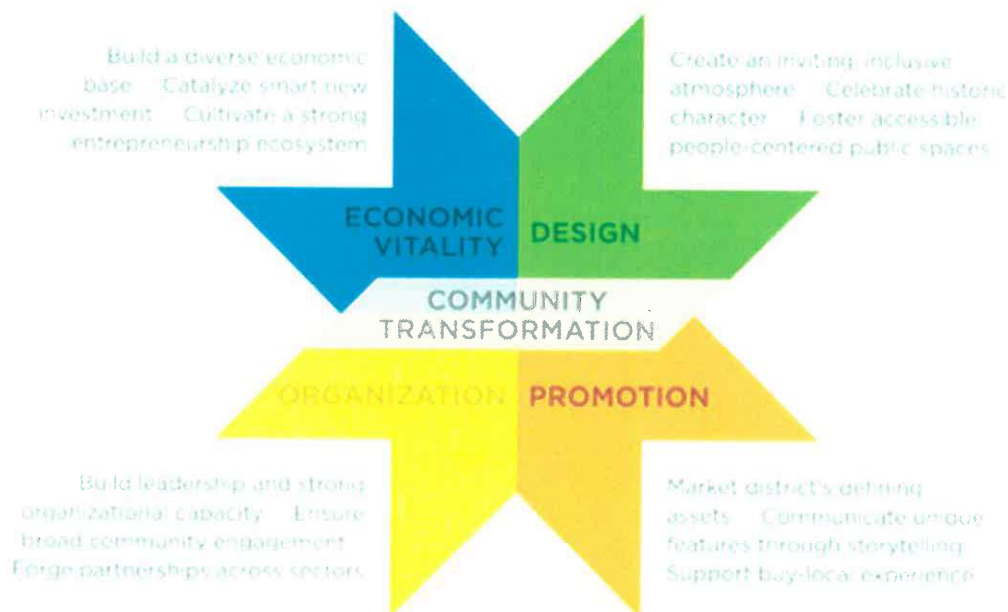 Build a diverse economic
base Catalyze smart new
investment Cultivate a strong
entrepreneurship ecosystem
Create an inviting, inclusive
atmosphere Celebrate historic
character Foster accessible,
people-centered public spaces
ECONOMIC
VITALITY
DESIGN
COMMUNITY
TRANSFORMATION
ORGANIZATION
PROMOTION
Build leadership and strong
organizational capacity Ensure
broad community engagement
Forge partnerships across sectors
Market district's defining
assets Communicate unique
features through storytelling
Support buy-local experience